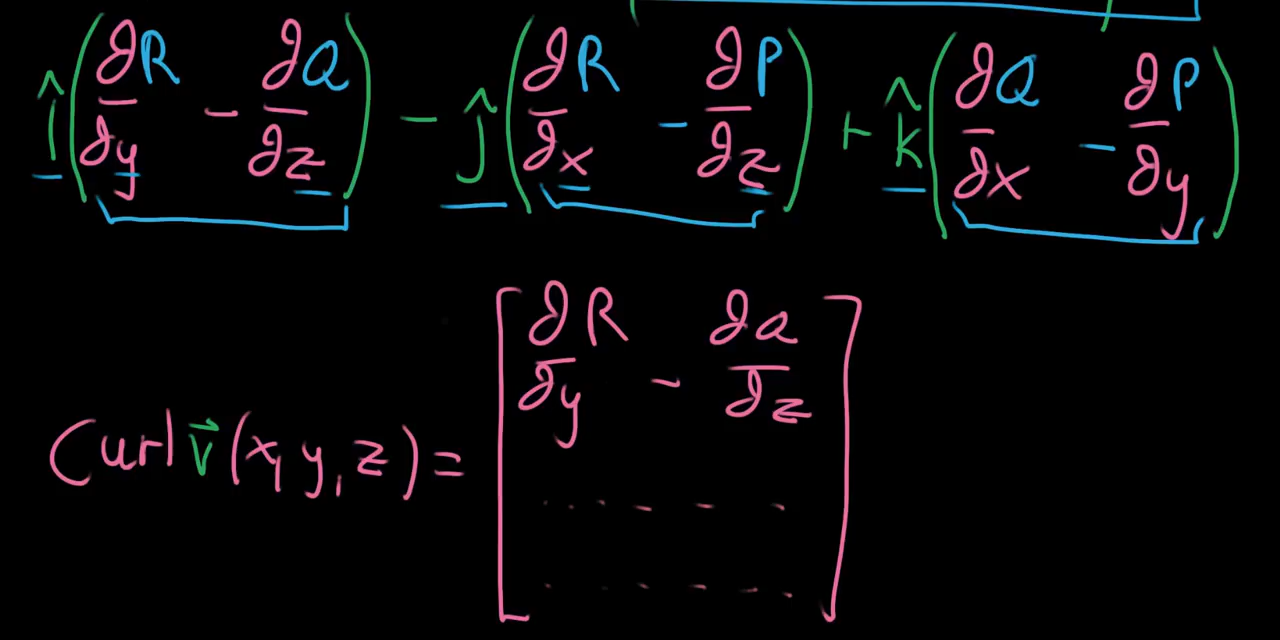 î(∂R/∂y - ∂Q/∂z) - ĵ(∂R/∂x - ∂P/∂z) + k̂(∂Q/∂x - ∂P/∂y)
Curl v⃗(x,y,z) = [∂R/∂y - ∂Q/∂z
. . - - -
. . - - -]